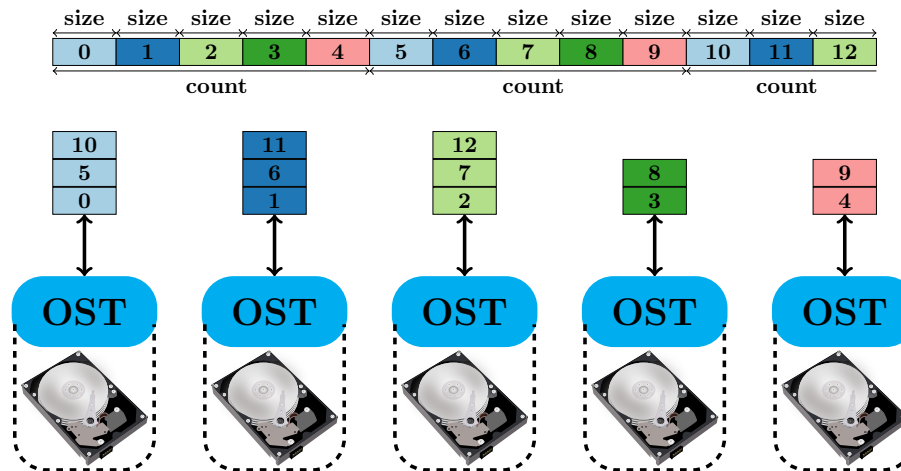 size size size size size size size size size size size size size
0 1 2 3 4 5 6 7 8 9 10 11 12
count count count
10 11 12
5 6 7 8 9
0 1 2 3 4
OST OST OST OST OST